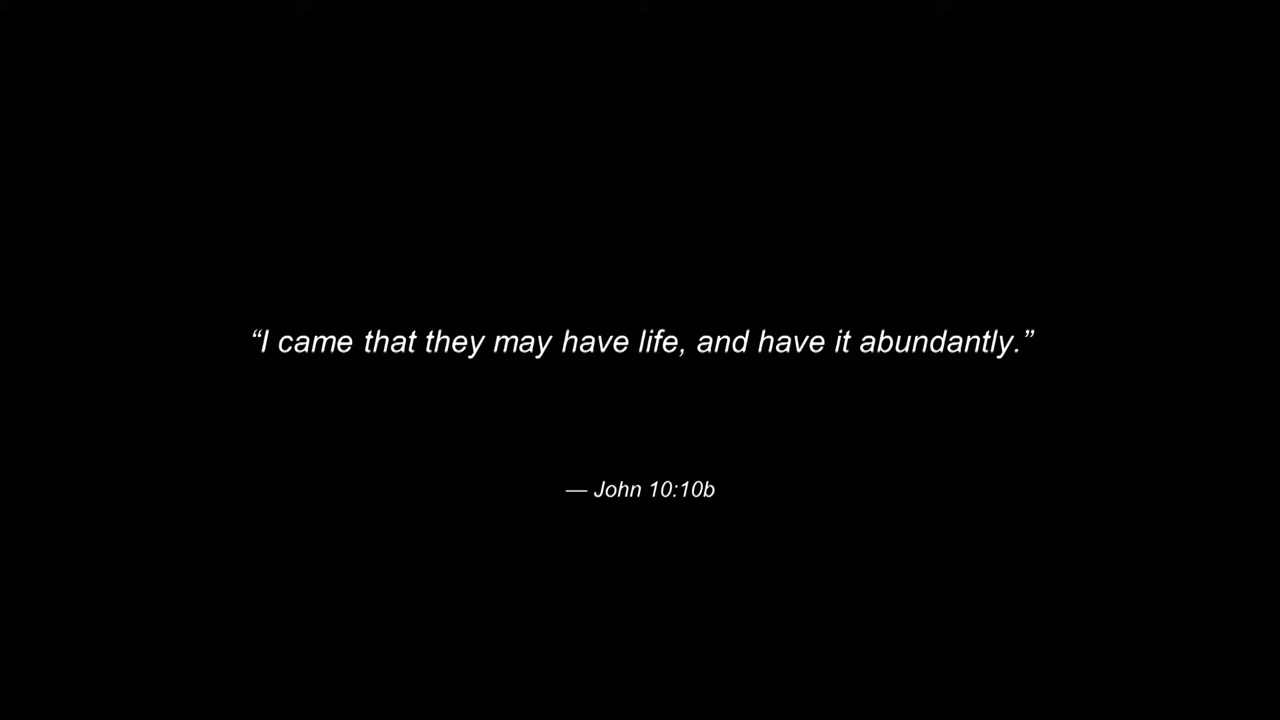 “I came that they may have life, and have it abundantly.”
— John 10:10b